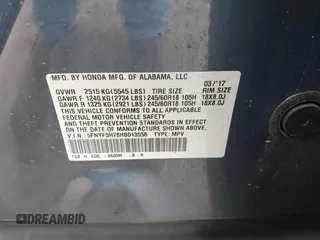 MFD. BY HONDA MFG. OF ALABAMA, LLC 03/'17
GVWR 2515 KG(5545 LBS) TIRE SIZE RIM SIZE
GAWR F 1240 KG(2734 LBS) 245/60R18 105H 18X8.0J
GAWR R 1325 KG(2921 LBS) 245/60R18 105H 18X8.0J
THIS VEHICLE CONFORMS TO ALL APPLICABLE
FEDERAL MOTOR VEHICLE SAFETY AND
THEFT PREVENTION STANDARDS IN EFFECT ON
THE DATE OF MANUFACTURE SHOWN ABOVE.
V.I.N.: 5FNYF5H78HB013558 TYPE: MPV